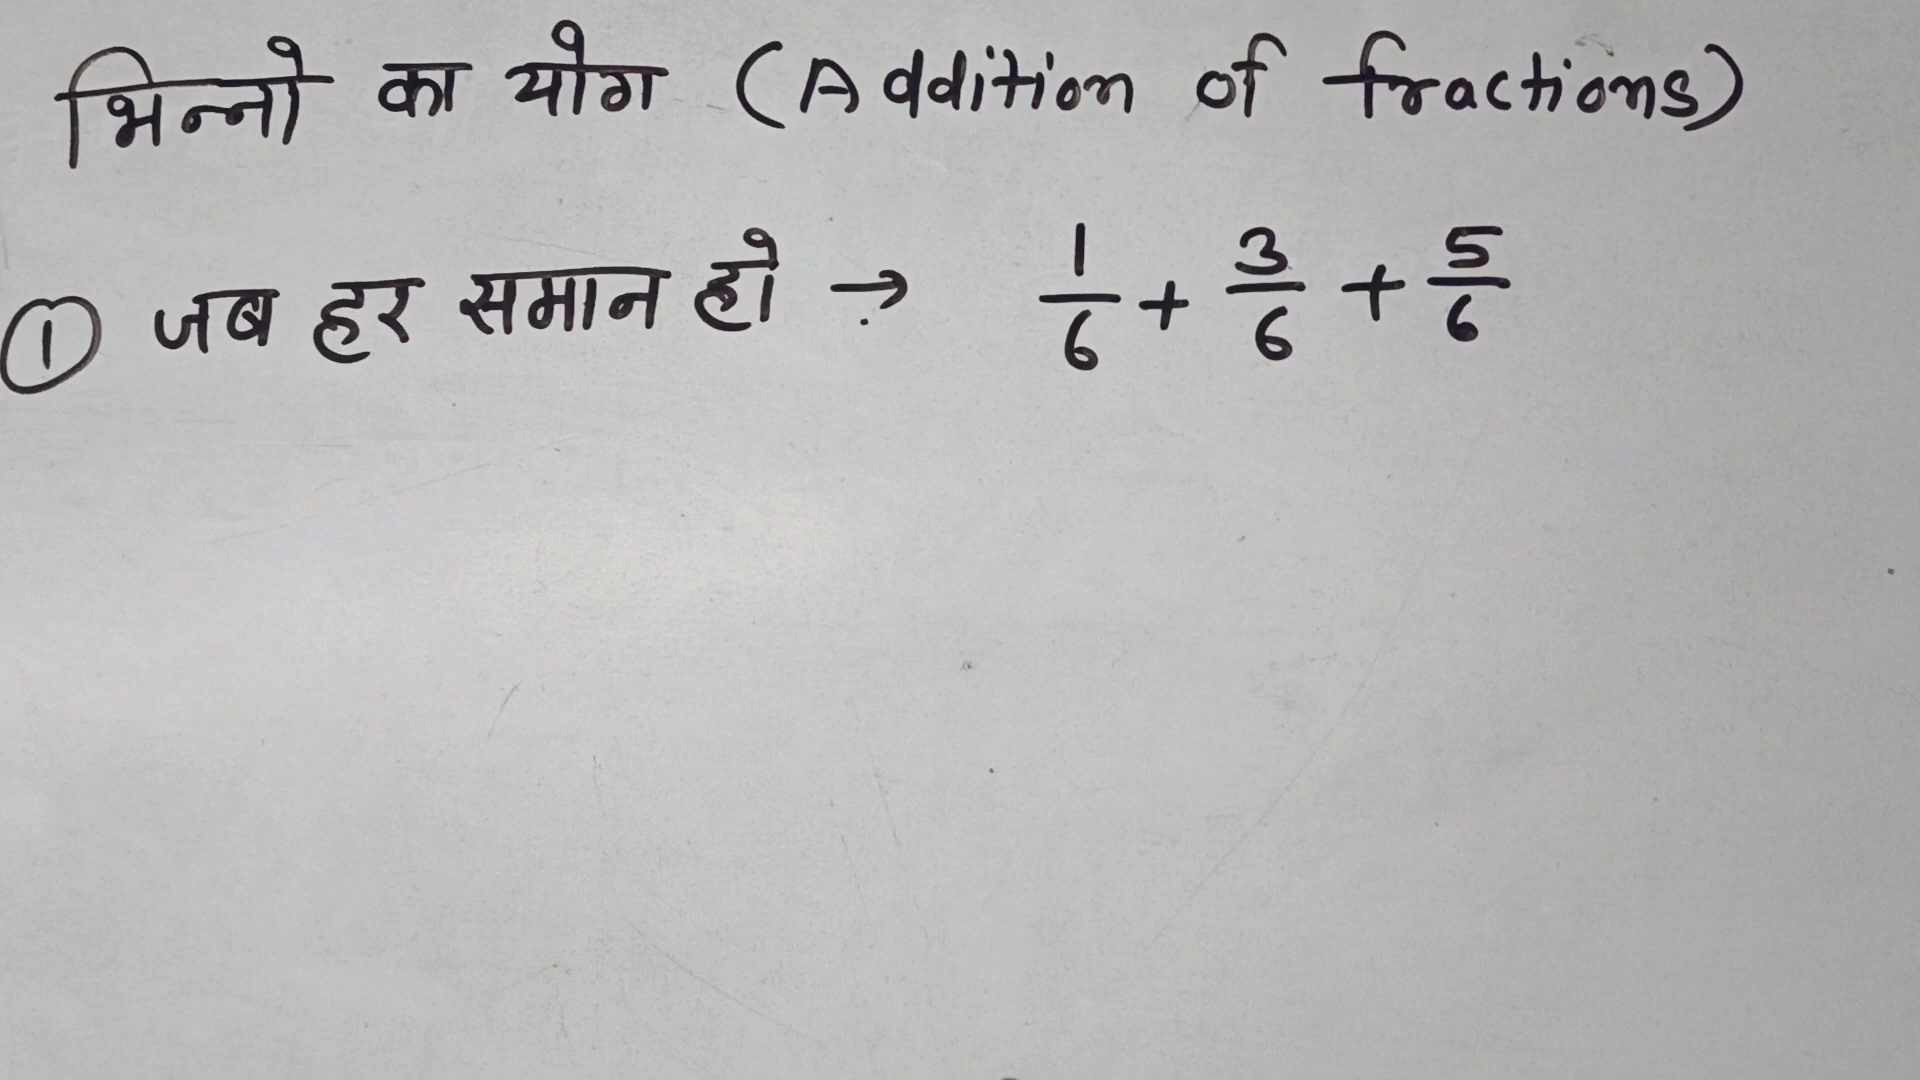 भिन्नो का योग (Addition of fractions)
① जब हर समान हो → 1/6 + 3/6 + 5/6